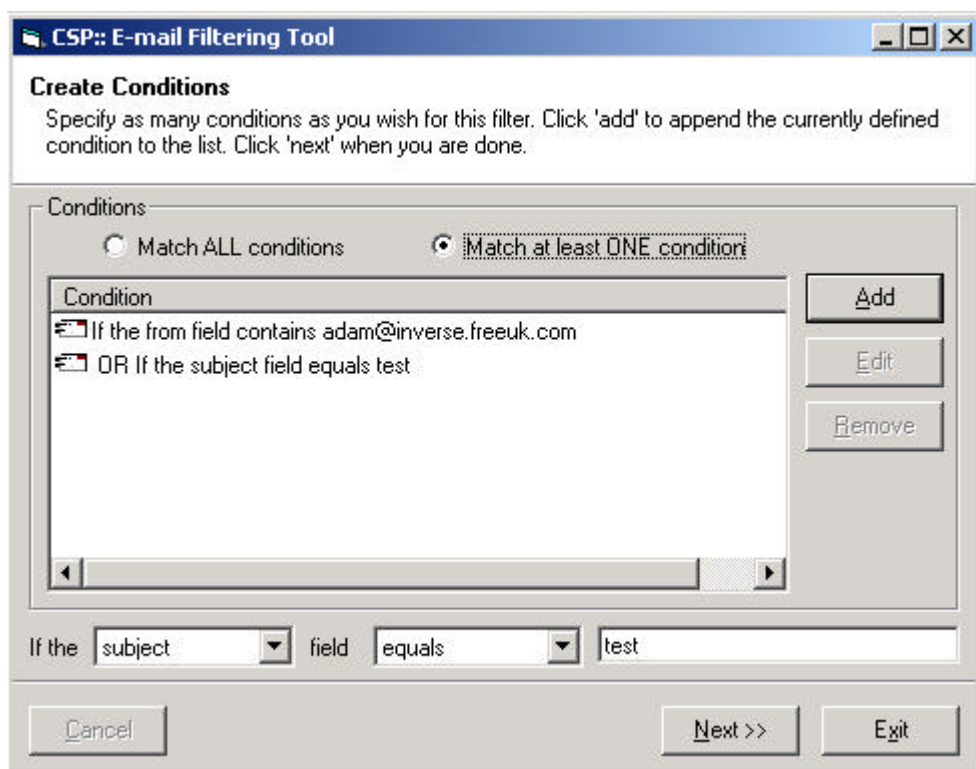 CSP:: E-mail Filtering Tool
Create Conditions
Specify as many conditions as you wish for this filter. Click 'add' to append the currently defined
condition to the list. Click 'next' when you are done.
Conditions
Match ALL conditions
Match at least ONE condition
Condition
If the from field contains adam@inverse.freeuk.com
OR If the subject field equals test
Add
Edit
Remove
If the subject field equals test
Cancel
Next >>
Exit